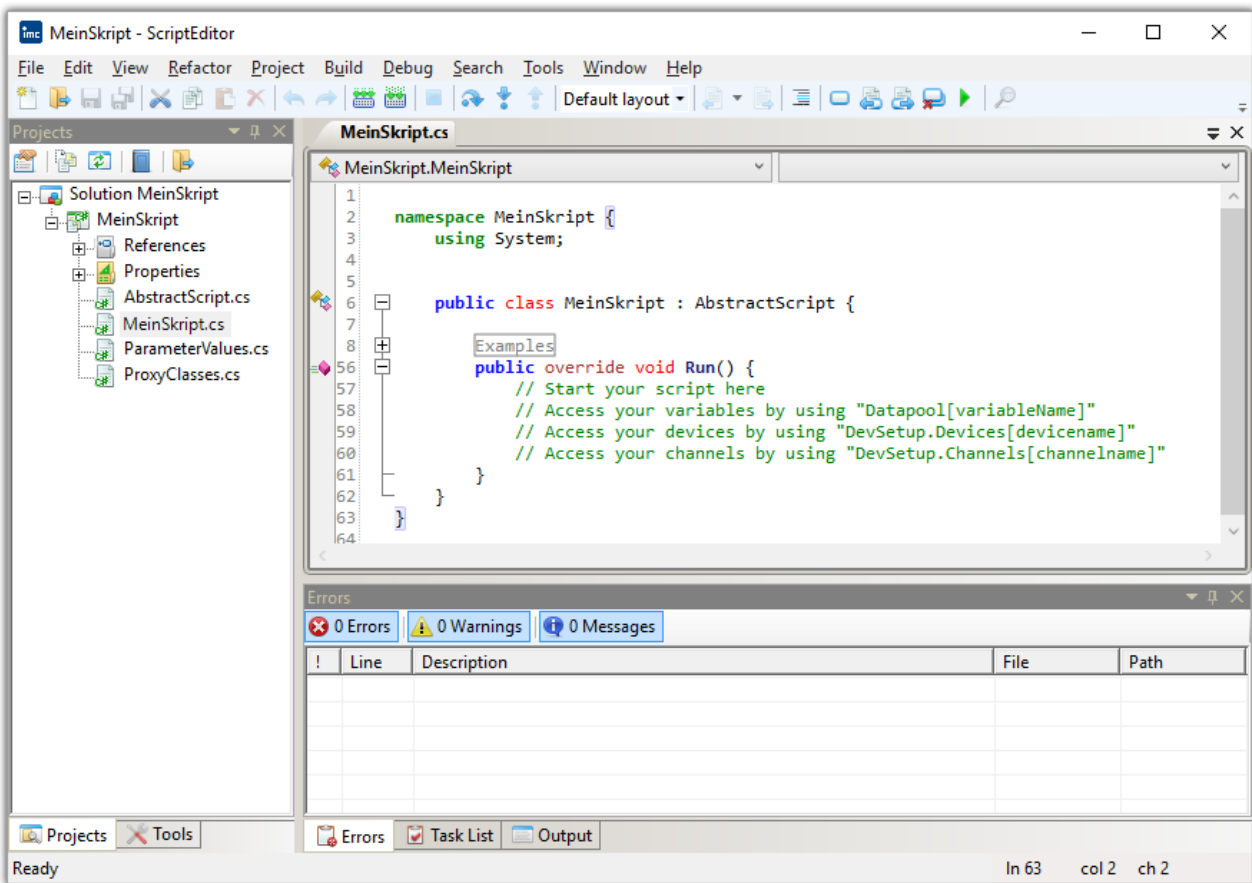 imc MeinSkript - ScriptEditor
File Edit View Refactor Project Build Debug Search Tools Window Help
Default layout
Projects
Solution MeinSkript
MeinSkript
References
Properties
AbstractScript.cs
MeinSkript.cs
ParameterValues.cs
ProxyClasses.cs
Projects Tools
MeinSkript.cs
MeinSkript.MeinSkript
1
2 namespace MeinSkript {
3 using System;
4
5
6 public class MeinSkript : AbstractScript {
7
8 Examples
56 public override void Run() {
57 // Start your script here
58 // Access your variables by using "Datapool[variableName]"
59 // Access your devices by using "DevSetup.Devices[devicename]"
60 // Access your channels by using "DevSetup.Channels[channelname]"
61 }
62 }
63 }
64
Errors
0 Errors 0 Warnings 0 Messages
! Line Description File Path
Errors Task List Output
Ready ln 63 col 2 ch 2